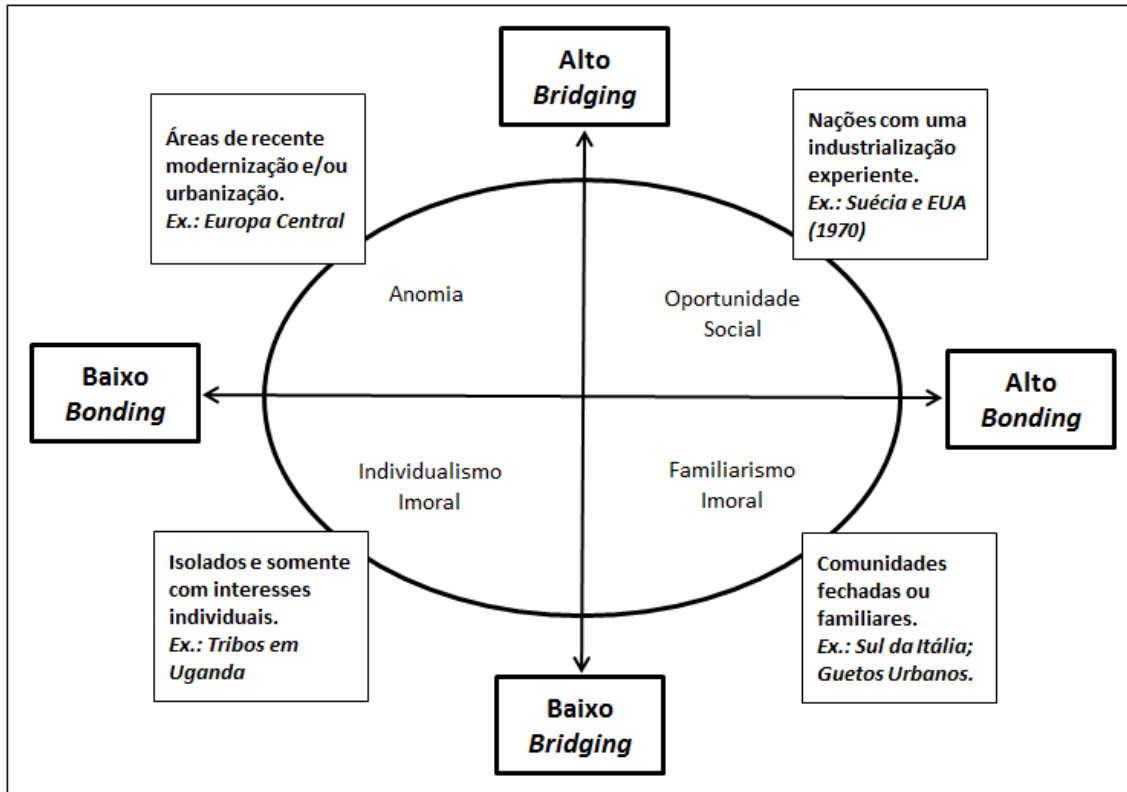 Alto
Bridging
Áreas de recente
modernização e/ou
urbanização.
Ex.: Europa Central
Nações com uma
industrialização
experiente.
Ex.: Suécia e EUA
(1970)
Anomia
Oportunidade
Social
Baixo
Bonding
Alto
Bonding
Individualismo
Imoral
Familiarismo
Imoral
Isolados e somente
com interesses
individuais.
Ex.: Tribos em
Uganda
Comunidades
fechadas ou
familiares.
Ex.: Sul da Itália;
Guetos Urbanos.
Baixo
Bridging